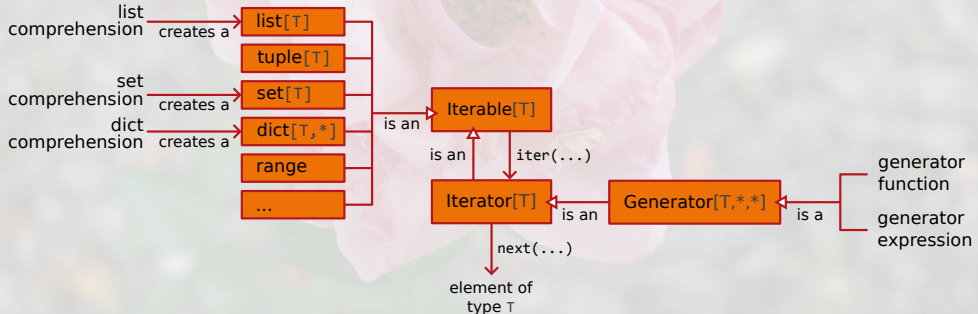 list
comprehension
creates a
list[T]
tuple[T]
set
comprehension
creates a
set[T]
dict
comprehension
creates a
dict[T,*]
range
...
is an
Iterable[T]
is an
iter(...)
Iterator[T]
is an
Generator[T,*,*]
is a
generator
function
generator
expression
next(...)
element of
type T